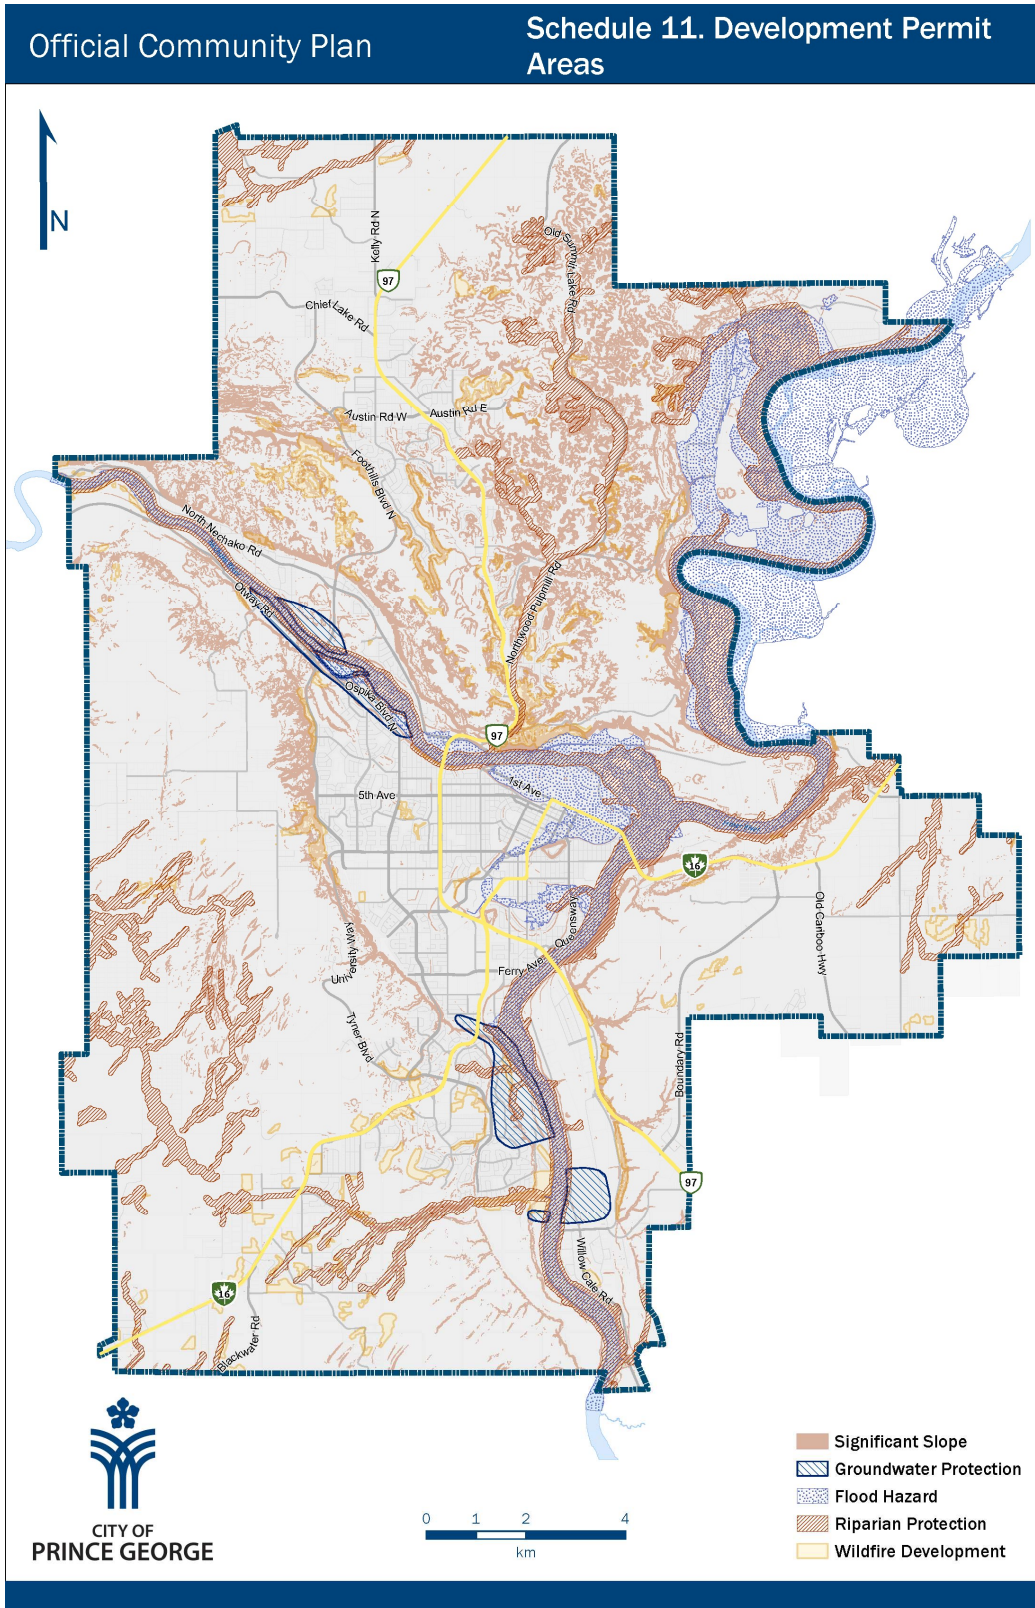 Official Community Plan
Schedule 11. Development Permit
Areas
N
Kelly Rd N
Old Summit Lake Rd
97
Chief Lake Rd
Austin Rd W
Austin Rd E
Foothills Blvd N
North Nechako Rd
Otway Rd
Northwood Pulpmill Rd
Ospika Blvd N
97
1st Ave
5th Ave
16
Queensway
Old Cariboo Hwy
University Way
Ferry Ave
Tyner Blvd
Boundary Rd
97
Willow Cale Rd
16
Blackwater Rd
CITY OF
PRINCE GEORGE
0 1 2 4
km
Significant Slope
Groundwater Protection
Flood Hazard
Riparian Protection
Wildfire Development